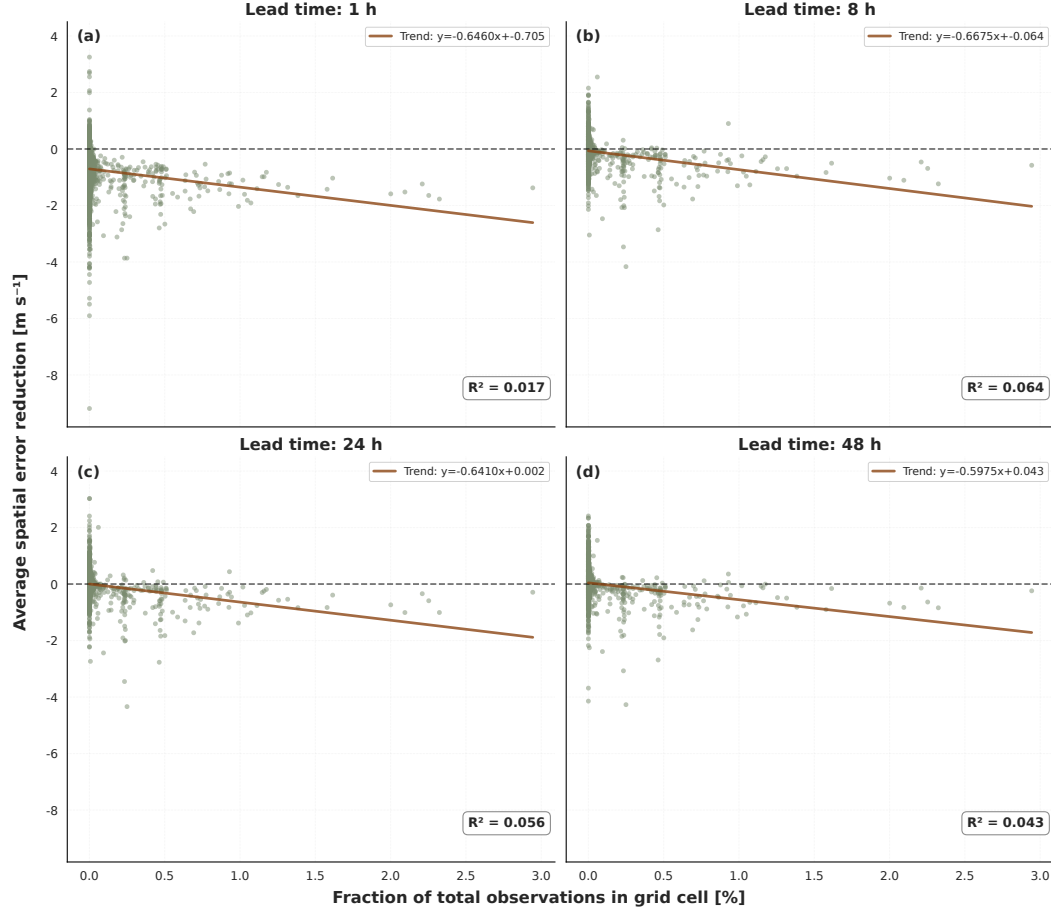 Lead time: 1 h
Lead time: 8 h
(a)
Trend: y=-0.6460x+-0.705
(b)
Trend: y=-0.6675x+-0.064
4
2
0
-2
-4
-6
-8
R² = 0.017
R² = 0.064
Lead time: 24 h
Lead time: 48 h
(c)
Trend: y=-0.6410x+0.002
(d)
Trend: y=-0.5975x+0.043
4
2
0
-2
-4
-6
-8
R² = 0.056
R² = 0.043
0.0 0.5 1.0 1.5 2.0 2.5 3.0
0.0 0.5 1.0 1.5 2.0 2.5 3.0
Fraction of total observations in grid cell [%]
Average spatial error reduction [m s⁻¹]